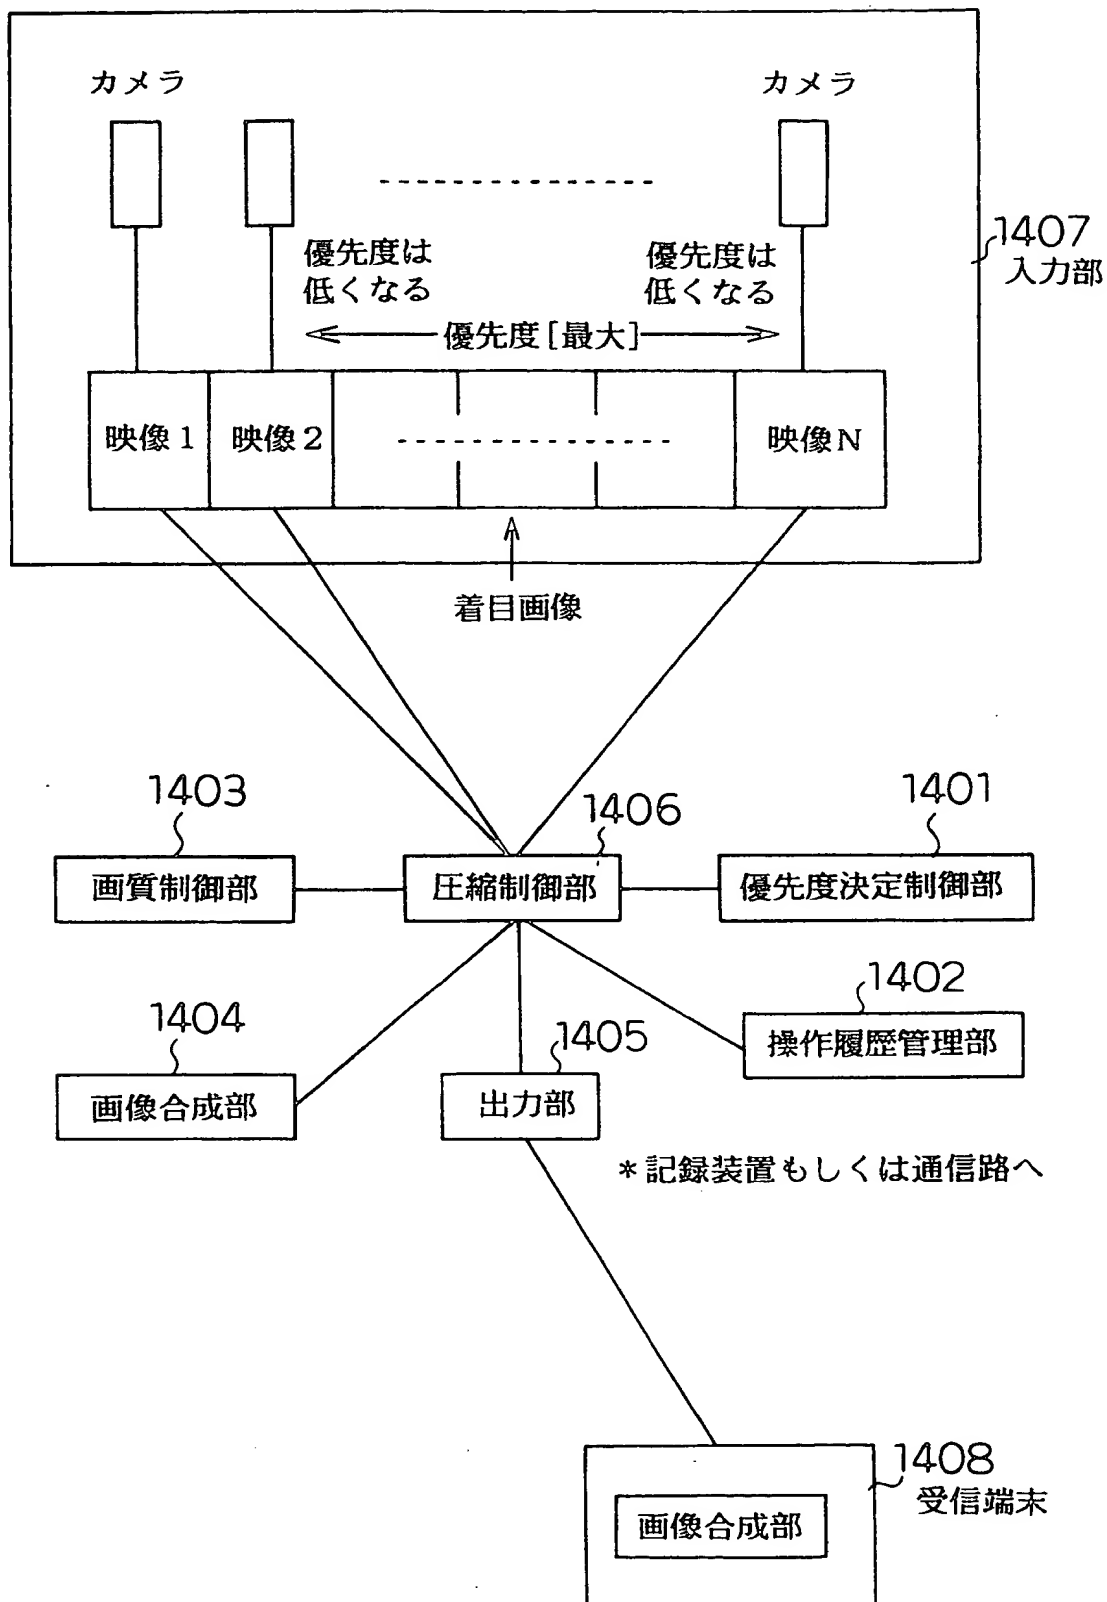 カメラ
カメラ
1407
入力部
優先度は
低くなる
優先度は
低くなる
優先度[最大]
映像1
映像2
映像N
着目画像
1403
画質制御部
1406
圧縮制御部
1401
優先度決定制御部
1402
操作履歴管理部
1404
画像合成部
1405
出力部
*記録装置もしくは通信路へ
1408
受信端末
画像合成部